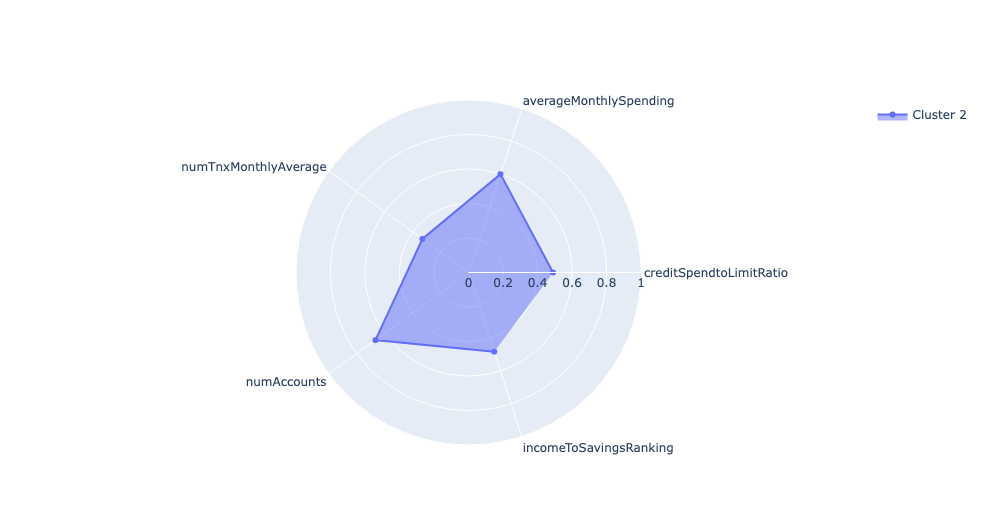 averageMonthlySpending
Cluster 2
numTnxMonthlyAverage
creditSpendtoLimitRatio
0 0.2 0.4 0.6 0.8 1
numAccounts
incomeToSavingsRanking